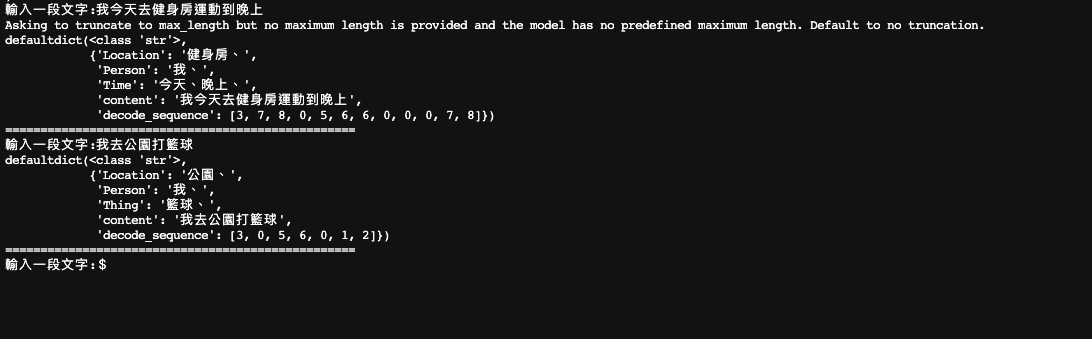 輸入一段文字:我今天去健身房運動到晚上
Asking to truncate to max_length but no maximum length is provided and the model has no predefined maximum length. Default to no truncation.
defaultdict(<class 'str'>,
            {'Location': '健身房、',
             'Person': '我、',
             'Time': '今天、晚上、',
             'content': '我今天去健身房運動到晚上',
             'decode_sequence': [3, 7, 8, 0, 5, 6, 6, 0, 0, 0, 7, 8]})
==================================================
輸入一段文字:我去公園打籃球
defaultdict(<class 'str'>,
            {'Location': '公園、',
             'Person': '我、',
             'Thing': '籃球、',
             'content': '我去公園打籃球',
             'decode_sequence': [3, 0, 5, 6, 0, 1, 2]})
==================================================
輸入一段文字:$